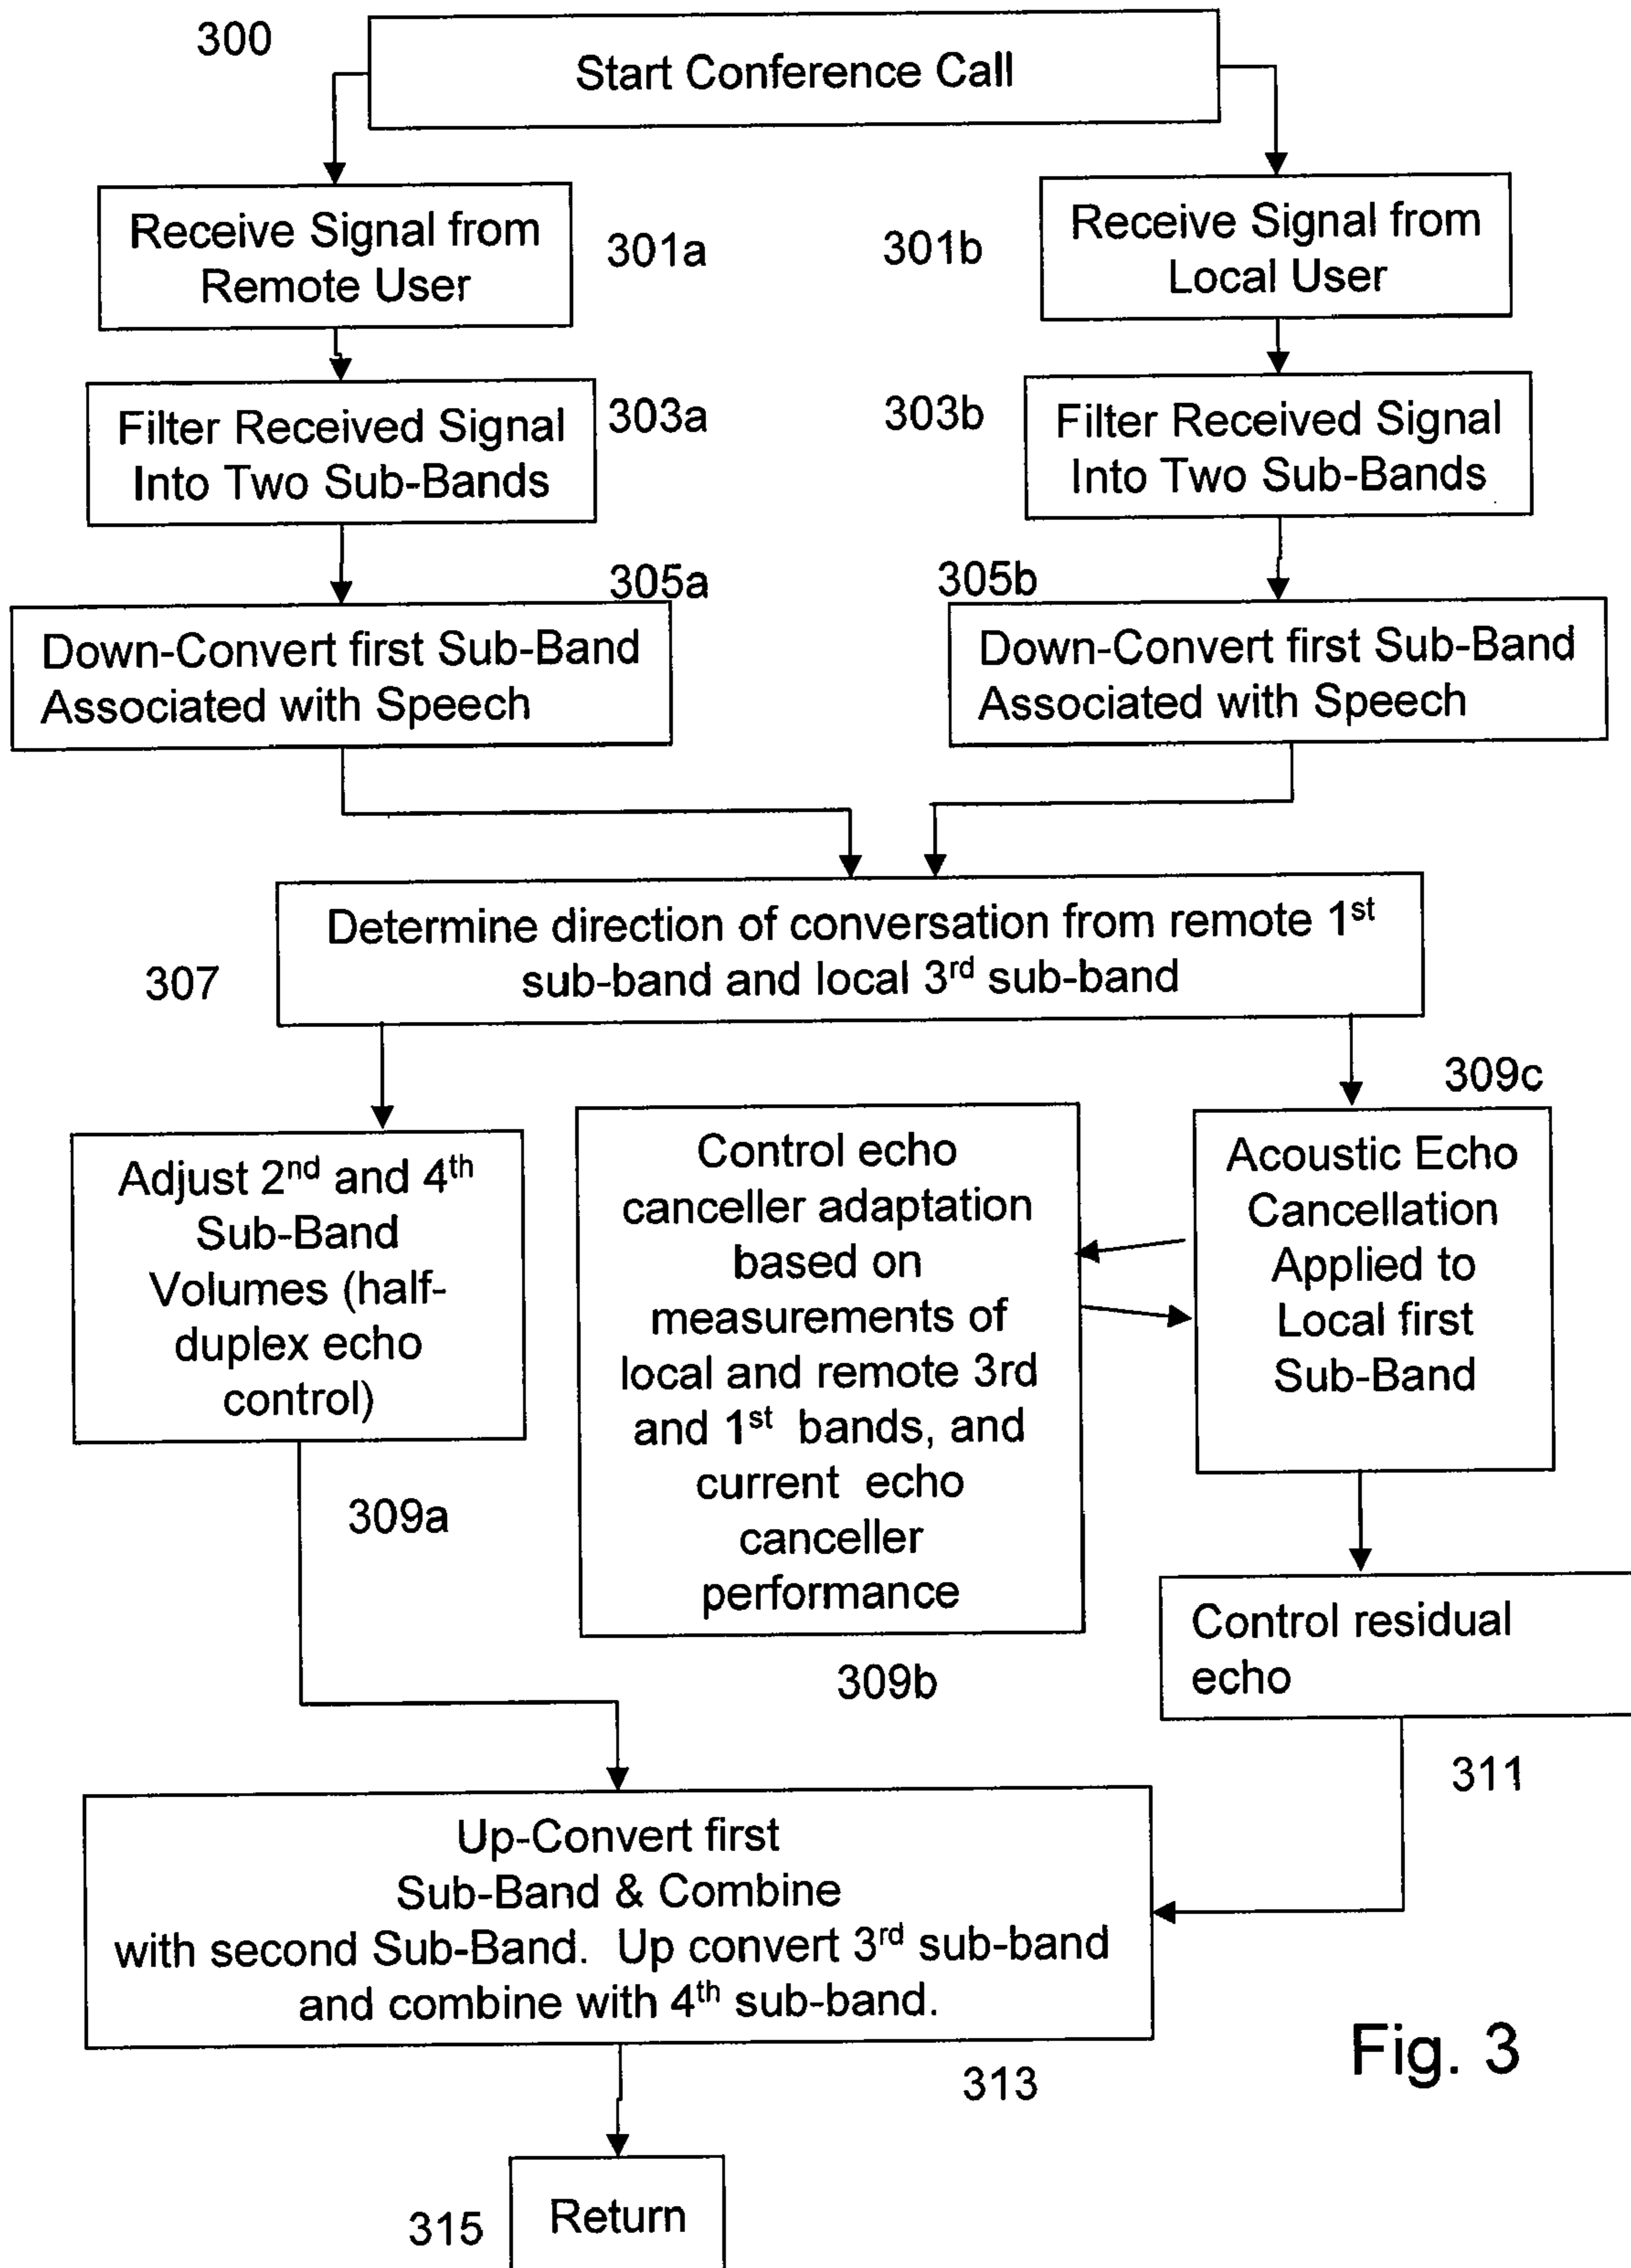 300
Start Conference Call
Receive Signal from
Remote User
301a
301b
Receive Signal from
Local User
Filter Received Signal
Into Two Sub-Bands
303a
303b
Filter Received Signal
Into Two Sub-Bands
305a
305b
Down-Convert first Sub-Band
Associated with Speech
Down-Convert first Sub-Band
Associated with Speech
307
Determine direction of conversation from remote 1st
sub-band and local 3rd sub-band
309c
Adjust 2nd and 4th
Sub-Band
Volumes (half-
duplex echo
control)
309a
Control echo
canceller adaptation
based on
measurements of
local and remote 3rd
and 1st bands, and
current echo
canceller
performance
309b
Acoustic Echo
Cancellation
Applied to
Local first
Sub-Band
Control residual
echo
311
Up-Convert first
Sub-Band & Combine
with second Sub-Band. Up convert 3rd sub-band
and combine with 4th sub-band.
313
Fig. 3
315
Return